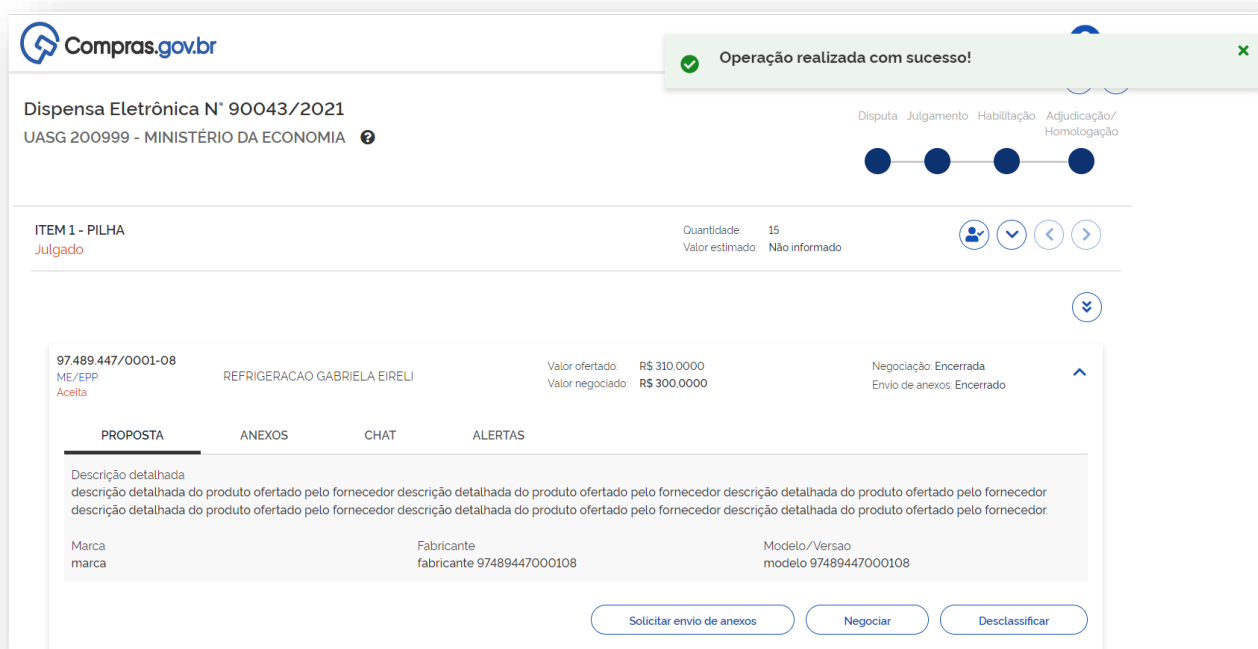 Compras.gov.br
Operação realizada com sucesso!
Dispensa Eletrônica N° 90043/2021
UASG 200999 - MINISTÉRIO DA ECONOMIA
Disputa Julgamento Habilitação Adjudicação/
Homologação
ITEM 1 - PILHA
Julgado
Quantidade: 15
Valor estimado: Não informado
97.489.447/0001-08
ME/EPP
Aceita
REFRIGERACAO GABRIELA EIRELI
Valor ofertado: R$ 310,0000
Valor negociado: R$ 300,0000
Negociação: Encerrada
Envio de anexos: Encerrado
PROPOSTA ANEXOS CHAT ALERTAS
Descrição detalhada
descrição detalhada do produto ofertado pelo fornecedor descrição detalhada do produto ofertado pelo fornecedor descrição detalhada do produto ofertado pelo fornecedor
descrição detalhada do produto ofertado pelo fornecedor descrição detalhada do produto ofertado pelo fornecedor descrição detalhada do produto ofertado pelo fornecedor.
Marca
marca
Fabricante
fabricante 97489447000108
Modelo/Versao
modelo 97489447000108
Solicitar envio de anexos Negociar Desclassificar